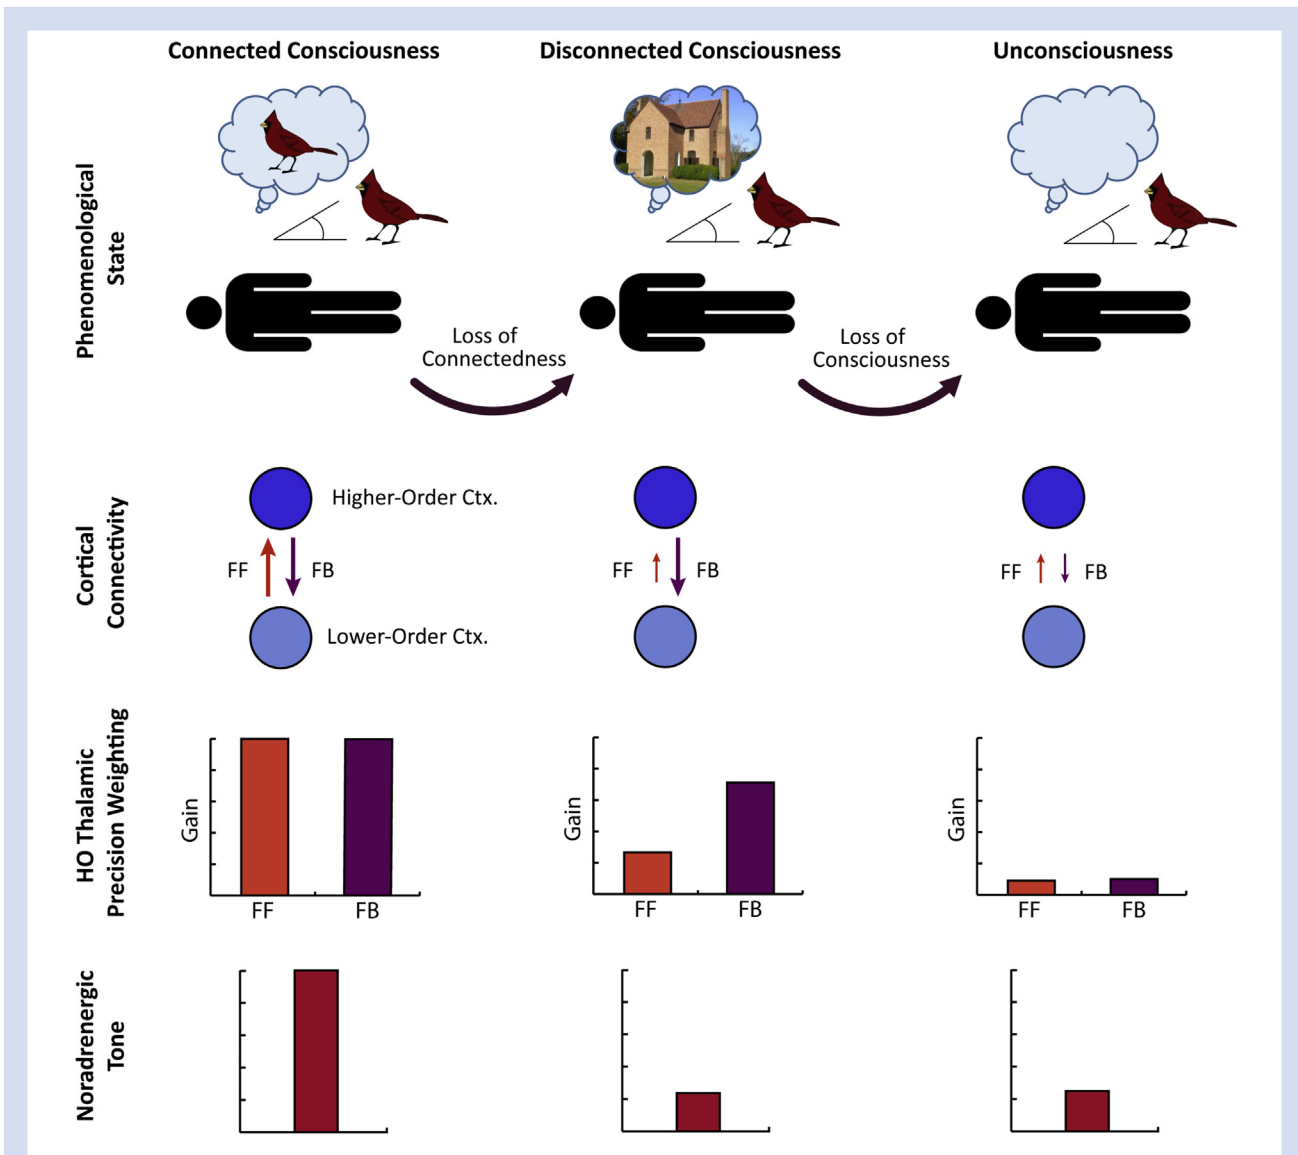 Connected Consciousness
Disconnected Consciousness
Unconsciousness
Phenomenological
State
Loss of
Connectedness
Loss of
Consciousness
Cortical
Connectivity
Higher-Order Ctx.
FF
FB
Lower-Order Ctx.
FF
FB
FF
FB
HO Thalamic
Precision Weighting
Gain
FF
FB
Gain
FF
FB
Gain
FF
FB
Noradrenergic
Tone